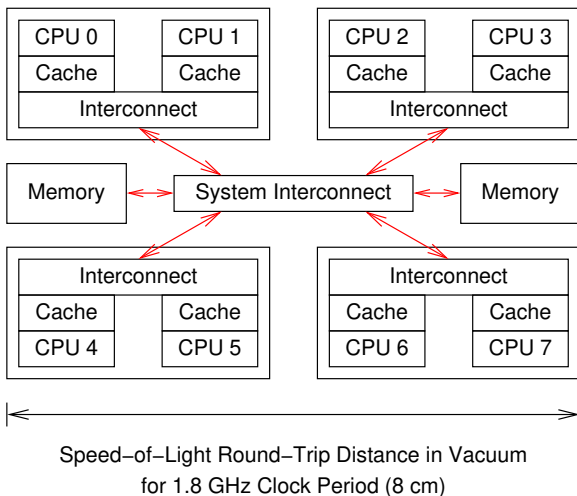 CPU 0
CPU 1
CPU 2
CPU 3
Cache
Cache
Cache
Cache
Interconnect
Interconnect
Memory
System Interconnect
Memory
Interconnect
Interconnect
Cache
Cache
Cache
Cache
CPU 4
CPU 5
CPU 6
CPU 7
Speed−of−Light Round−Trip Distance in Vacuum
for 1.8 GHz Clock Period (8 cm)